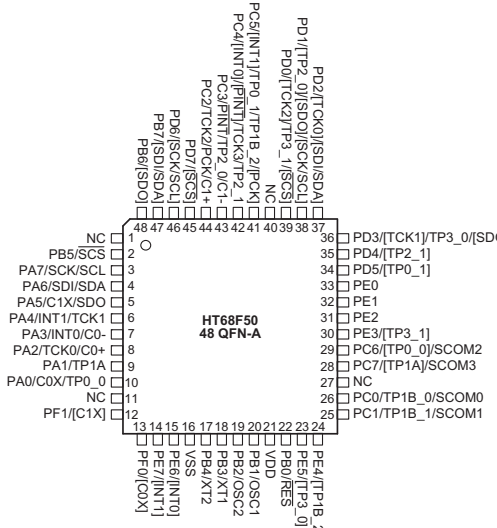 PB6/[SDO]
PB7/[SDI/SDA]
PD6/[SCK/SCL]
PD7/[SCS]
PC2/TCK2/PCK/C1+
PC3/PINT/TP2_0/C1-
PC4/[INT0]/[PINT]/TCK3/TP2_1
PC5/[INT1]/TP0_1/TP1B_2/[PCK]
NC
PD0/[TCK2]/TP3_1/[SCS]
PD1/[TP2_0]/[SDO]/[SCK/SCL]
PD2/[TCK0]/[SDI/SDA]
48 47 46 45 44 43 42 41 40 39 38 37
NC 1
PB5/SCS 2
PA7/SCK/SCL 3
PA6/SDI/SDA 4
PA5/C1X/SDO 5
PA4/INT1/TCK1 6
PA3/INT0/C0- 7
PA2/TCK0/C0+ 8
PA1/TP1A 9
PA0/C0X/TP0_0 10
NC 11
PF1/[C1X] 12
HT68F50
48 QFN-A
36 PD3/[TCK1]/TP3_0/[SDO
35 PD4/[TP2_1]
34 PD5/[TP0_1]
33 PE0
32 PE1
31 PE2
30 PE3/[TP3_1]
29 PC6/[TP0_0]/SCOM2
28 PC7/[TP1A]/SCOM3
27 NC
26 PC0/TP1B_0/SCOM0
25 PC1/TP1B_1/SCOM1
13 14 15 16 17 18 19 20 21 22 23 24
PF0/[C0X]
PE7/[INT1]
PE6/[INT0]
VSS
PB4/XT2
PB3/XT1
PB2/OSC2
PB1/OSC1
VDD
PB0/RES
PE5/[TP3_0]
PE4/[TP1B_2